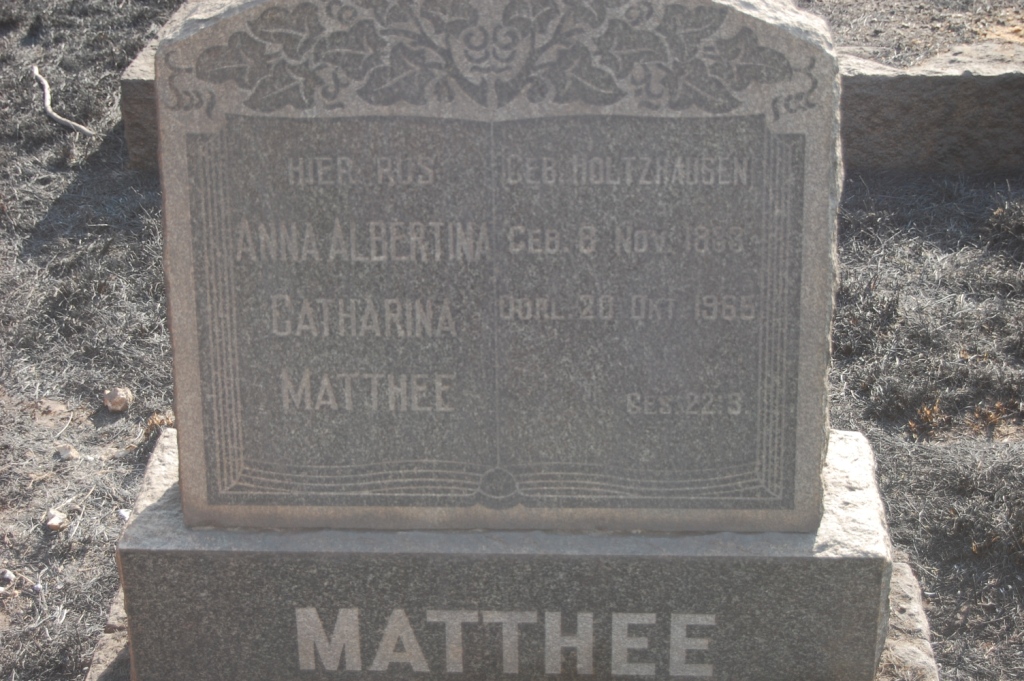 HIER RUS
ANNA ALBERTINA
CATHARINA
MATTHEE
GEB. HOLTZHAUSEN
GEB. 8 NOV.
OORL. 20 OKT. 1965
GES. 22:3.
MATTHEE